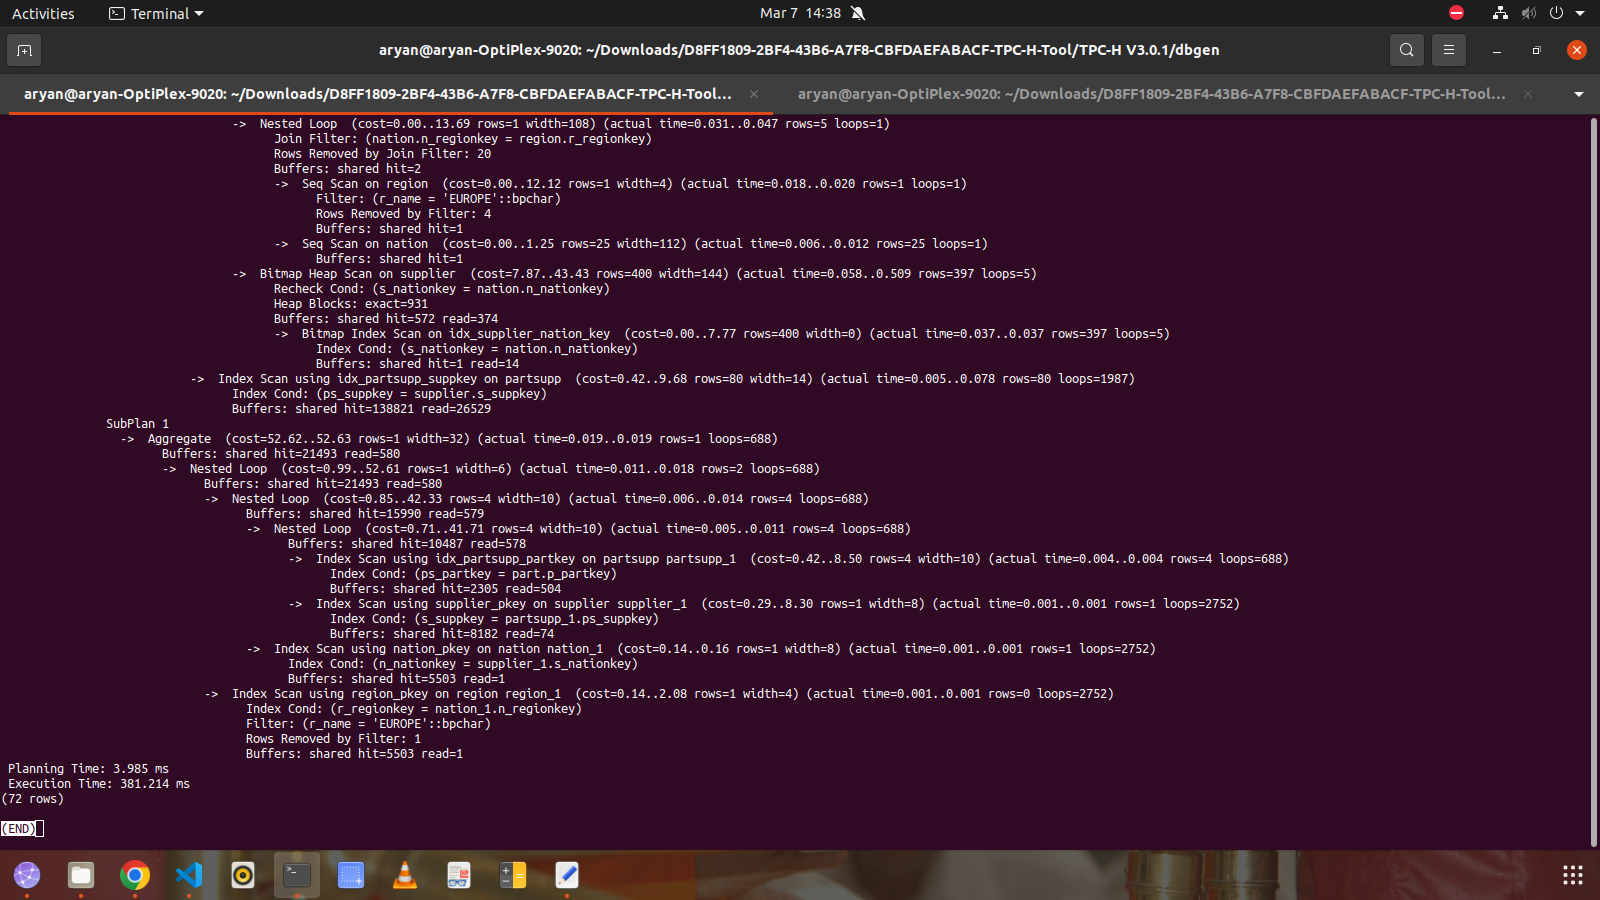 Activities
Terminal
Mar 7 14:38
aryan@aryan-OptiPlex-9020: ~/Downloads/D8FF1809-2BF4-43B6-A7F8-CBFDAEFABACF-TPC-H-Tool/TPC-H V3.0.1/dbgen
aryan@aryan-OptiPlex-9020: ~/Downloads/D8FF1809-2BF4-43B6-A7F8-CBFDAEFABACF-TPC-H-Tool...
aryan@aryan-OptiPlex-9020: ~/Downloads/D8FF1809-2BF4-43B6-A7F8-CBFDAEFABACF-TPC-H-Tool...
-> Nested Loop (cost=0.00..13.69 rows=1 width=108) (actual time=0.031..0.047 rows=5 loops=1)
Join Filter: (nation.n_regionkey = region.r_regionkey)
Rows Removed by Join Filter: 20
Buffers: shared hit=2
-> Seq Scan on region (cost=0.00..12.12 rows=1 width=4) (actual time=0.018..0.020 rows=1 loops=1)
Filter: (r_name = 'EUROPE'::bpchar)
Rows Removed by Filter: 4
Buffers: shared hit=1
-> Seq Scan on nation (cost=0.00..1.25 rows=25 width=112) (actual time=0.006..0.012 rows=25 loops=1)
Buffers: shared hit=1
-> Bitmap Heap Scan on supplier (cost=7.87..43.43 rows=400 width=144) (actual time=0.058..0.509 rows=397 loops=5)
Recheck Cond: (s_nationkey = nation.n_nationkey)
Heap Blocks: exact=931
Buffers: shared hit=572 read=374
-> Bitmap Index Scan on idx_supplier_nation_key (cost=0.00..7.77 rows=400 width=0) (actual time=0.037..0.037 rows=397 loops=5)
Index Cond: (s_nationkey = nation.n_nationkey)
Buffers: shared hit=1 read=14
-> Index Scan using idx_partsupp_suppkey on partsupp (cost=0.42..9.68 rows=80 width=14) (actual time=0.005..0.078 rows=80 loops=1987)
Index Cond: (ps_suppkey = supplier.s_suppkey)
Buffers: shared hit=138821 read=26529
SubPlan 1
-> Aggregate (cost=52.62..52.63 rows=1 width=32) (actual time=0.019..0.019 rows=1 loops=688)
Buffers: shared hit=21493 read=580
-> Nested Loop (cost=0.99..52.61 rows=1 width=6) (actual time=0.011..0.018 rows=2 loops=688)
Buffers: shared hit=21493 read=580
-> Nested Loop (cost=0.85..42.33 rows=4 width=10) (actual time=0.006..0.014 rows=4 loops=688)
Buffers: shared hit=15990 read=579
-> Nested Loop (cost=0.71..41.71 rows=4 width=10) (actual time=0.005..0.011 rows=4 loops=688)
Buffers: shared hit=10487 read=578
-> Index Scan using idx_partsupp_partkey on partsupp partsupp_1 (cost=0.42..8.50 rows=4 width=10) (actual time=0.004..0.004 rows=4 loops=688)
Index Cond: (ps_partkey = part.p_partkey)
Buffers: shared hit=2305 read=504
-> Index Scan using supplier_pkey on supplier supplier_1 (cost=0.29..8.30 rows=1 width=8) (actual time=0.001..0.001 rows=1 loops=2752)
Index Cond: (s_suppkey = partsupp_1.ps_suppkey)
Buffers: shared hit=8182 read=74
-> Index Scan using nation_pkey on nation nation_1 (cost=0.14..0.16 rows=1 width=8) (actual time=0.001..0.001 rows=1 loops=2752)
Index Cond: (n_nationkey = supplier_1.s_nationkey)
Buffers: shared hit=5503 read=1
-> Index Scan using region_pkey on region region_1 (cost=0.14..2.08 rows=1 width=4) (actual time=0.001..0.001 rows=0 loops=2752)
Index Cond: (r_regionkey = nation_1.n_regionkey)
Filter: (r_name = 'EUROPE'::bpchar)
Rows Removed by Filter: 1
Buffers: shared hit=5503 read=1
Planning Time: 3.985 ms
Execution Time: 381.214 ms
(72 rows)
(END)